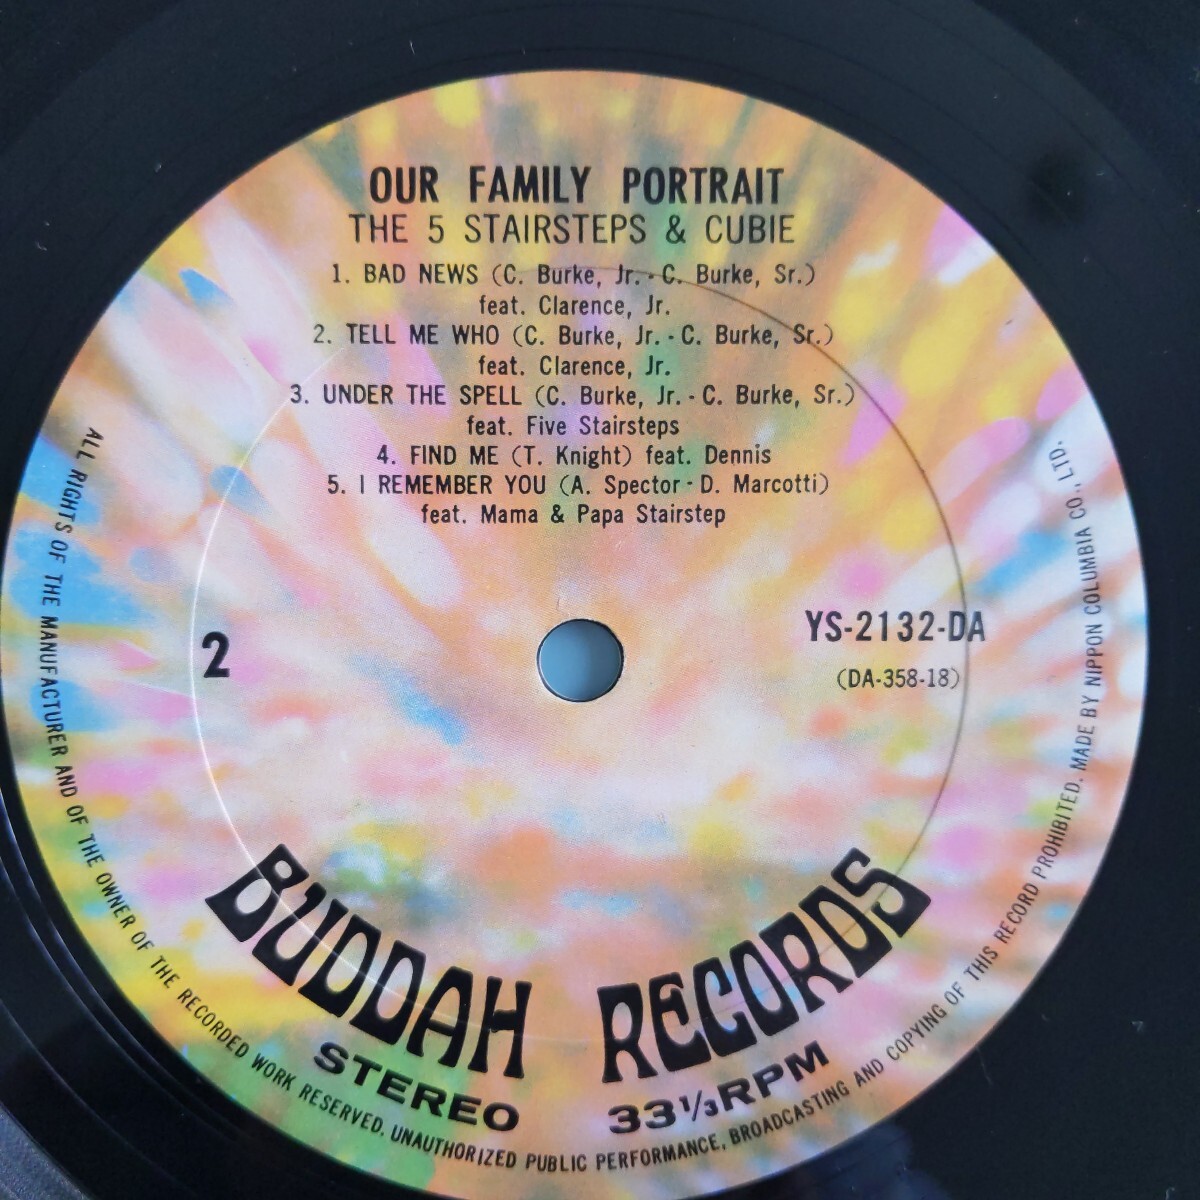 OUR FAMILY PORTRAIT
THE 5 STAIRSTEPS & CUBIE
1. BAD NEWS (C. Burke, Jr. - C. Burke, Sr.)
feat. Clarence, Jr.
2. TELL ME WHO (C. Burke, Jr. - C. Burke, Sr.)
feat. Clarence, Jr.
3. UNDER THE SPELL (C. Burke, Jr. - C. Burke, Sr.)
feat. Five Stairsteps
4. FIND ME (T. Knight) feat. Dennis
5. I REMEMBER YOU (A. Spector - D. Marcotti)
feat. Mama & Papa Stairstep
2
YS-2132-DA
(DA-358-18)
BUDDAH RECORDS
STEREO 33⅓RPM
ALL RIGHTS OF THE MANUFACTURER AND OF THE OWNER OF THE RECORDED WORK RESERVED. UNAUTHORIZED PUBLIC PERFORMANCE, BROADCASTING AND COPYING OF THIS RECORD PROHIBITED. MADE BY NIPPON COLUMBIA CO., LTD.